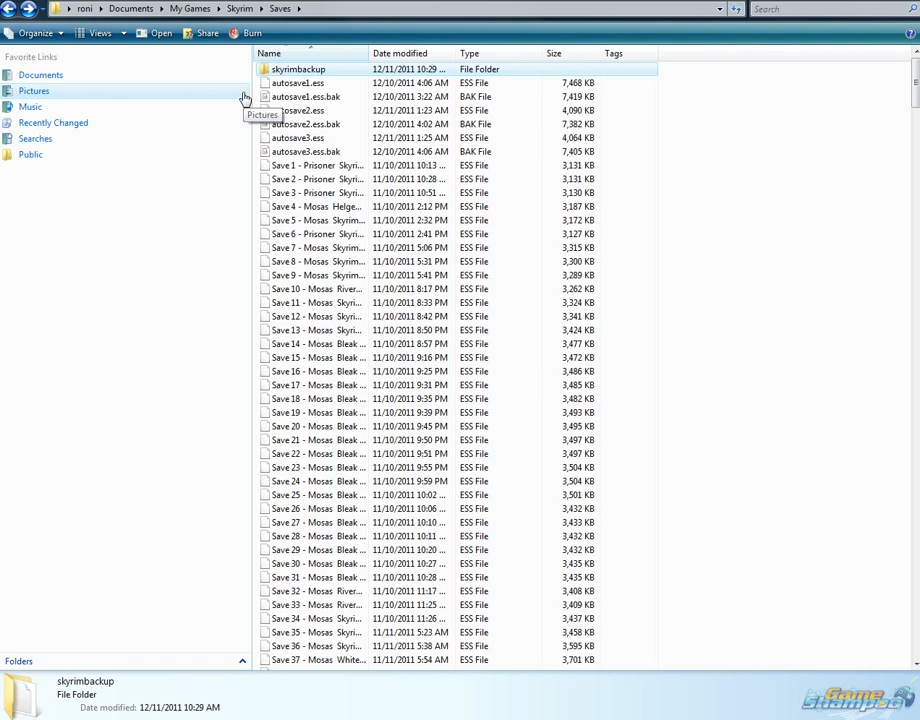 roni ▸ Documents ▸ My Games ▸ Skyrim ▸ Saves ▸ Search
Organize Views Open Share Burn
Favorite Links
Documents
Pictures
Music
Recently Changed
Searches
Public
Pictures
Name Date modified Type Size Tags
skyrimbackup 12/11/2011 10:29 ... File Folder
autosave1.ess 12/10/2011 4:06 AM ESS File 7,468 KB
autosave1.ess.bak 12/10/2011 3:22 AM BAK File 7,419 KB
tosave2.ess 12/11/2011 1:23 AM ESS File 4,090 KB
autosave2.ess.bak 12/10/2011 4:02 AM BAK File 7,382 KB
autosave3.ess 12/11/2011 1:25 AM ESS File 4,064 KB
autosave3.ess.bak 12/10/2011 4:06 AM BAK File 7,405 KB
Save 1 - Prisoner Skyri... 11/10/2011 10:13 ... ESS File 3,131 KB
Save 2 - Prisoner Skyri... 11/10/2011 10:28 ... ESS File 3,131 KB
Save 3 - Prisoner Skyri... 11/10/2011 10:51 ... ESS File 3,130 KB
Save 4 - Mosas Helge... 11/10/2011 2:12 PM ESS File 3,187 KB
Save 5 - Mosas Skyrim... 11/10/2011 2:32 PM ESS File 3,172 KB
Save 6 - Prisoner Skyri... 11/10/2011 2:41 PM ESS File 3,127 KB
Save 7 - Mosas Skyrim... 11/10/2011 5:06 PM ESS File 3,315 KB
Save 8 - Mosas Skyrim... 11/10/2011 5:31 PM ESS File 3,300 KB
Save 9 - Mosas Skyrim... 11/10/2011 5:41 PM ESS File 3,289 KB
Save 10 - Mosas River... 11/10/2011 8:17 PM ESS File 3,262 KB
Save 11 - Mosas Skyri... 11/10/2011 8:33 PM ESS File 3,324 KB
Save 12 - Mosas Skyri... 11/10/2011 8:42 PM ESS File 3,341 KB
Save 13 - Mosas Skyri... 11/10/2011 8:50 PM ESS File 3,424 KB
Save 14 - Mosas Bleak ... 11/10/2011 8:57 PM ESS File 3,477 KB
Save 15 - Mosas Bleak ... 11/10/2011 9:16 PM ESS File 3,472 KB
Save 16 - Mosas Bleak ... 11/10/2011 9:25 PM ESS File 3,486 KB
Save 17 - Mosas Bleak ... 11/10/2011 9:31 PM ESS File 3,485 KB
Save 18 - Mosas Bleak ... 11/10/2011 9:35 PM ESS File 3,482 KB
Save 19 - Mosas Bleak ... 11/10/2011 9:39 PM ESS File 3,493 KB
Save 20 - Mosas Bleak ... 11/10/2011 9:45 PM ESS File 3,495 KB
Save 21 - Mosas Bleak ... 11/10/2011 9:50 PM ESS File 3,497 KB
Save 22 - Mosas Bleak ... 11/10/2011 9:51 PM ESS File 3,497 KB
Save 23 - Mosas Bleak ... 11/10/2011 9:55 PM ESS File 3,504 KB
Save 24 - Mosas Bleak ... 11/10/2011 9:59 PM ESS File 3,504 KB
Save 25 - Mosas Bleak ... 11/10/2011 10:02 ... ESS File 3,501 KB
Save 26 - Mosas Bleak ... 11/10/2011 10:06 ... ESS File 3,432 KB
Save 27 - Mosas Bleak ... 11/10/2011 10:10 ... ESS File 3,433 KB
Save 28 - Mosas Bleak ... 11/10/2011 10:11 ... ESS File 3,432 KB
Save 29 - Mosas Bleak ... 11/10/2011 10:20 ... ESS File 3,432 KB
Save 30 - Mosas Bleak ... 11/10/2011 10:27 ... ESS File 3,435 KB
Save 31 - Mosas Bleak ... 11/10/2011 10:28 ... ESS File 3,435 KB
Save 32 - Mosas River... 11/10/2011 11:17 ... ESS File 3,408 KB
Save 33 - Mosas River... 11/10/2011 11:25 ... ESS File 3,409 KB
Save 34 - Mosas Skyri... 11/10/2011 11:26 ... ESS File 3,437 KB
Save 35 - Mosas Skyri... 11/11/2011 5:23 AM ESS File 3,458 KB
Save 36 - Mosas Skyri... 11/11/2011 5:38 AM ESS File 3,595 KB
Save 37 - Mosas White... 11/11/2011 5:54 AM ESS File 3,701 KB
Folders
skyrimbackup
File Folder
Date modified: 12/11/2011 10:29 AM
Game